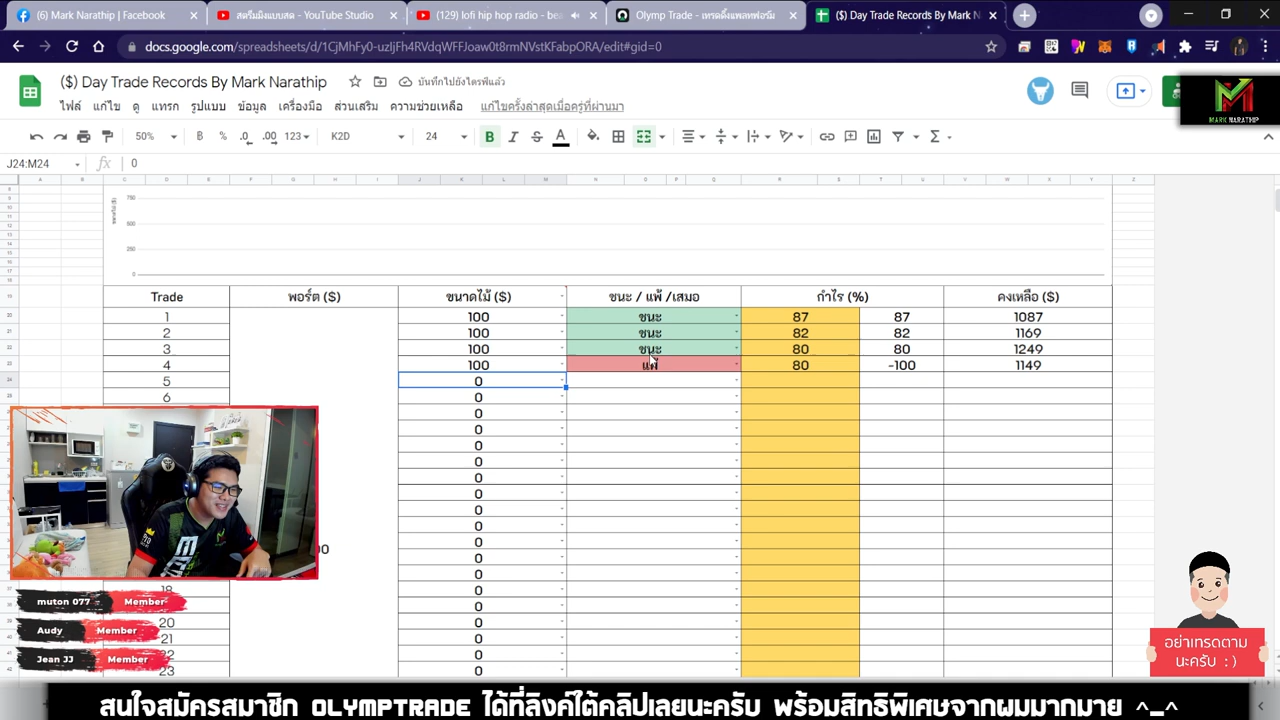 (6) Mark Narathip | Facebook
สตรีมมิงแบบสด - YouTube Studio
(129) lofi hip hop radio - bea
Olymp Trade - เทรดดิ้งแพลทฟอร์ม
($) Day Trade Records By Mark N
docs.google.com/spreadsheets/d/1CjMhFy0-uzIjFh4RVdqWFFJoaw0t8mNVstKFabpORA/edit#gid=0
($) Day Trade Records By Mark Narathip
บันทึกไปยังไดรฟ์แล้ว
ไฟล์ แก้ไข ดู แทรก รูปแบบ ข้อมูล เครื่องมือ ส่วนเสริม ความช่วยเหลือ แก้ไขครั้งล่าสุดเมื่อครู่ที่ผ่านมา
MARK NARATHIP
50% ฿ % .0 .00 123 K2D 24 B I S A
J24:M24 fx 0
A B C D E F G H I J K L M N O P Q R S T U V W X Y Z
750
250
0
Trade พอร์ต ($) ขนาดไม้ ($) ชนะ / แพ้ /เสมอ กำไร (%) คงเหลือ ($)
1 100 ชนะ 87 87 1087
2 100 ชนะ 82 82 1169
3 100 ชนะ 80 80 1249
4 100 แพ้ 80 -100 1149
5 0
6 0
0
0
0
0
0
0
0
0
0
0
0
18 0
0
20 0
21 0
22 0
23 0
muton 077 Member
Audy Member
Jean JJ Member
อย่าเทรดตาม
นะครับ : )
สนใจสมัครสมาชิก OLYMPTRADE ได้ที่ลิงค์ใต้คลิปเลยนะครับ พร้อมสิทธิพิเศษจากผมมากมาย ^_^